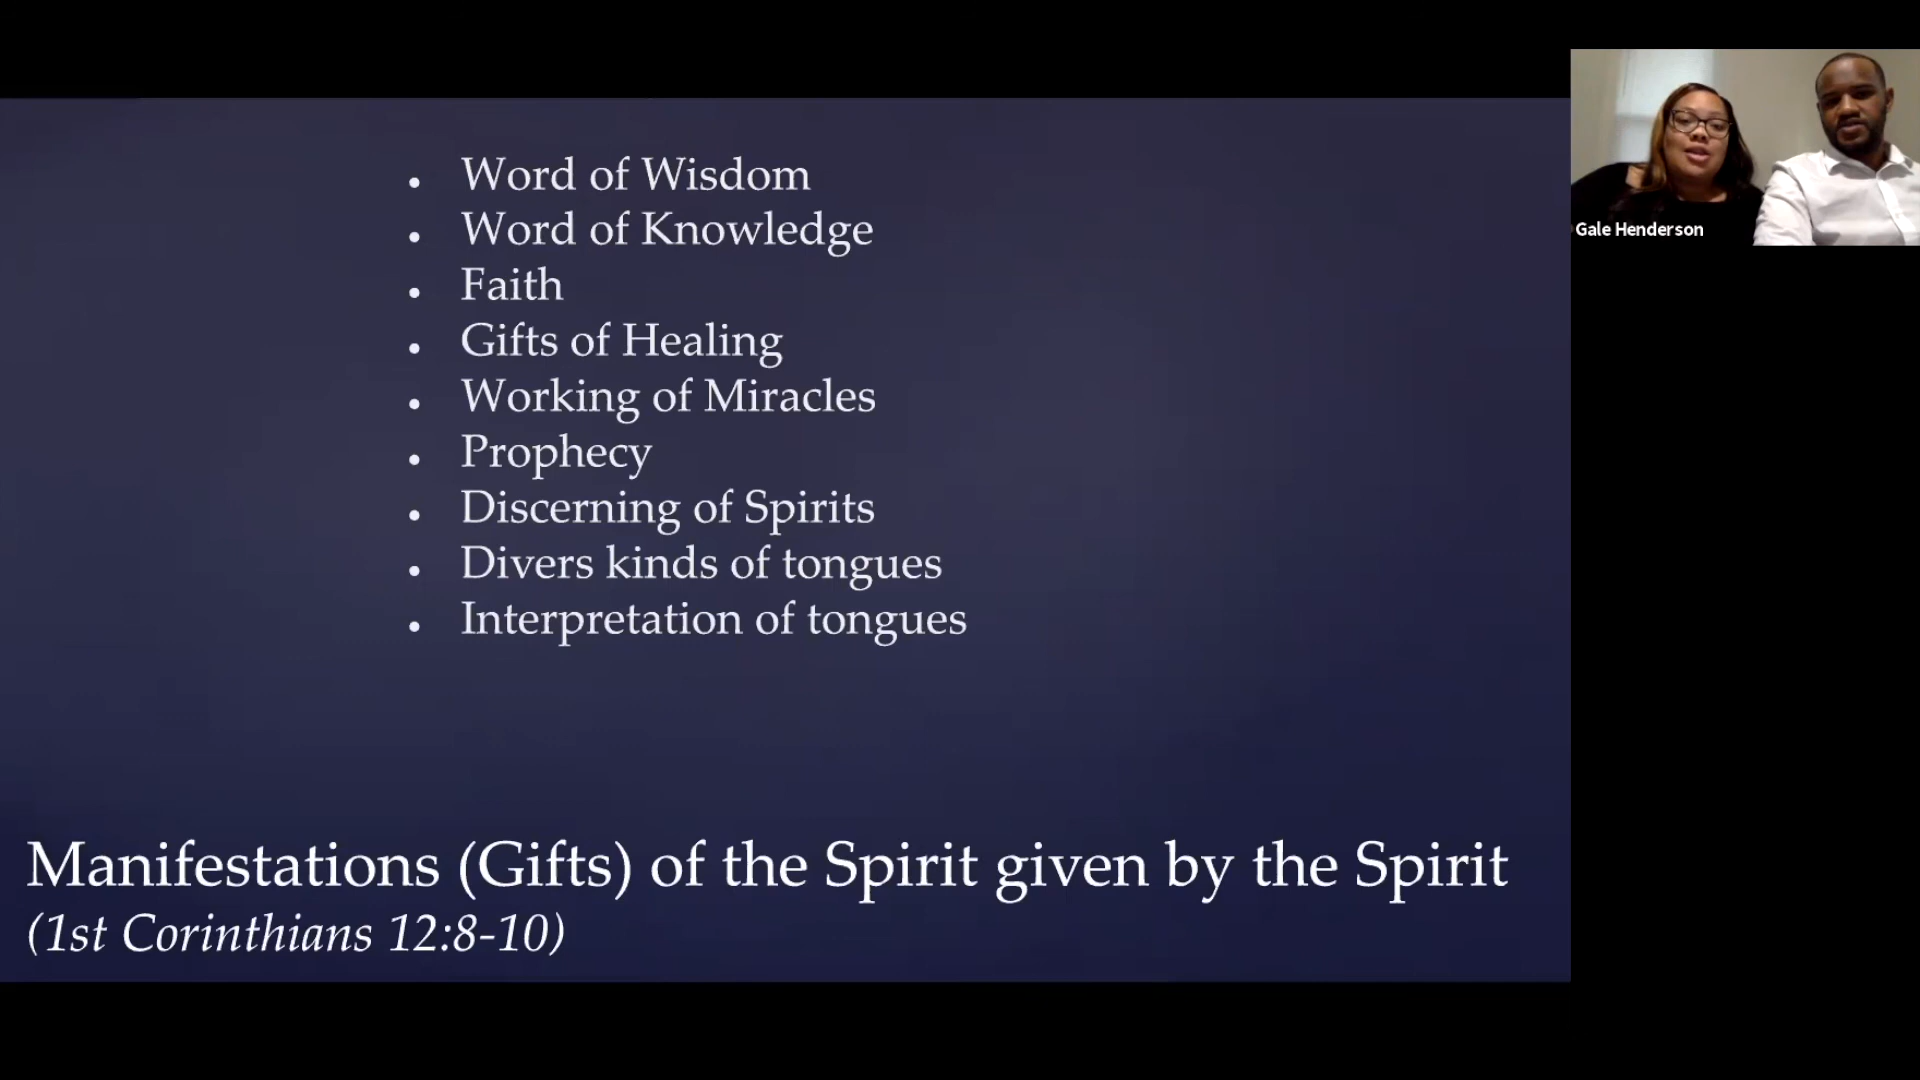 Word of Wisdom
Word of Knowledge
Faith
Gifts of Healing
Working of Miracles
Prophecy
Discerning of Spirits
Divers kinds of tongues
Interpretation of tongues
Manifestations (Gifts) of the Spirit given by the Spirit
(1st Corinthians 12:8-10)
Gale Henderson